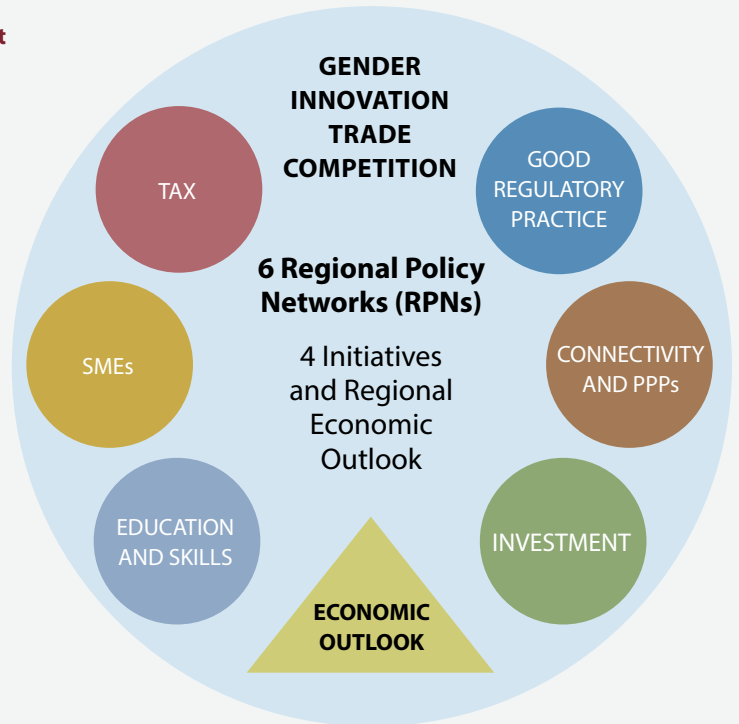 GENDER
INNOVATION
TRADE
COMPETITION
TAX
GOOD
REGULATORY
PRACTICE
6 Regional Policy
Networks (RPNs)
SMEs
CONNECTIVITY
AND PPPs
4 Initiatives
and Regional
Economic
Outlook
EDUCATION
AND SKILLS
INVESTMENT
ECONOMIC
OUTLOOK